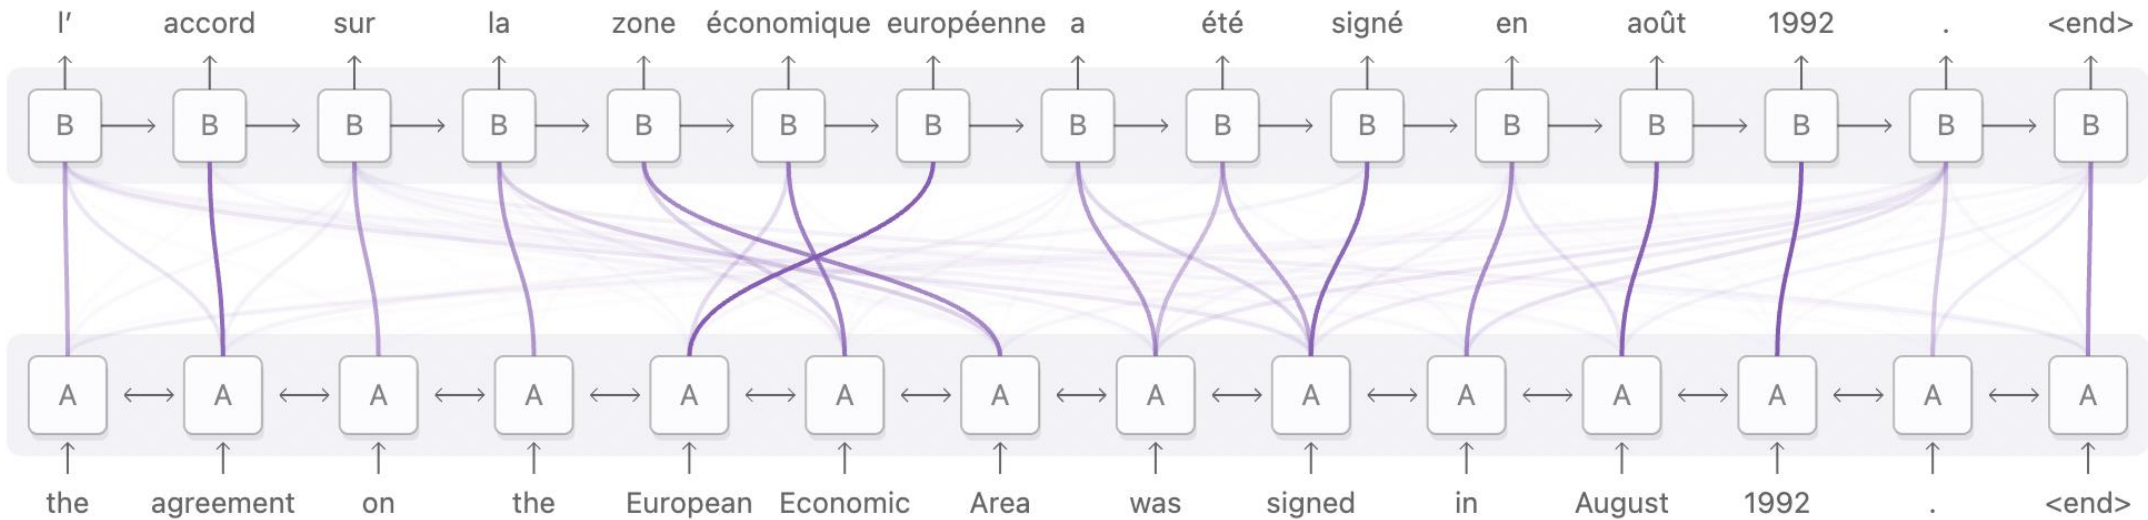 l’ accord sur la zone économique européenne a été signé en août 1992 . <end>
B B B B B B B B B B B B B B B
A A A A A A A A A A A A A A
the agreement on the European Economic Area was signed in August 1992 . <end>